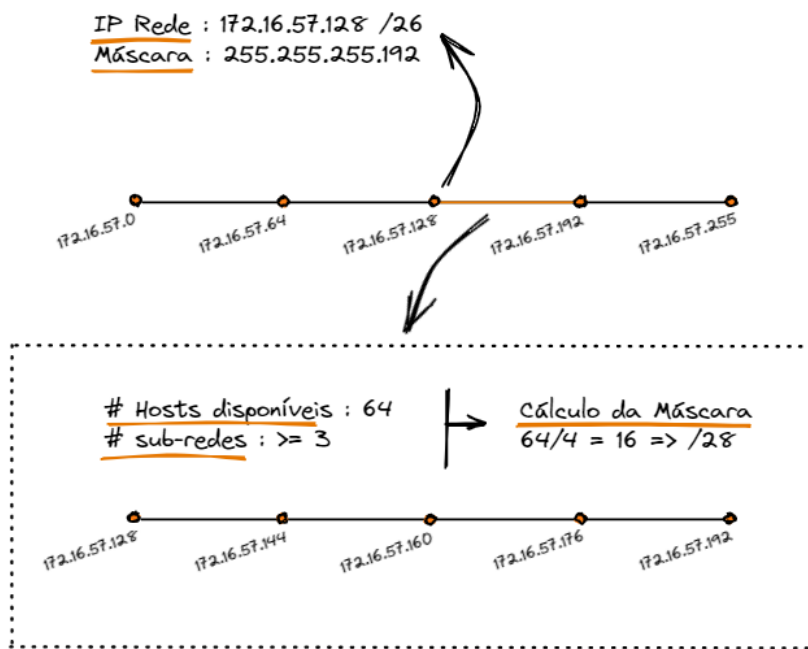 IP Rede : 172.16.57.128 /26
Máscara : 255.255.255.192
172.16.57.0
172.16.57.64
172.16.57.128
172.16.57.192
172.16.57.255
# Hosts disponíveis : 64
# sub-redes : >= 3
Cálculo da Máscara
64/4 = 16 => /28
172.16.57.128
172.16.57.144
172.16.57.160
172.16.57.176
172.16.57.192